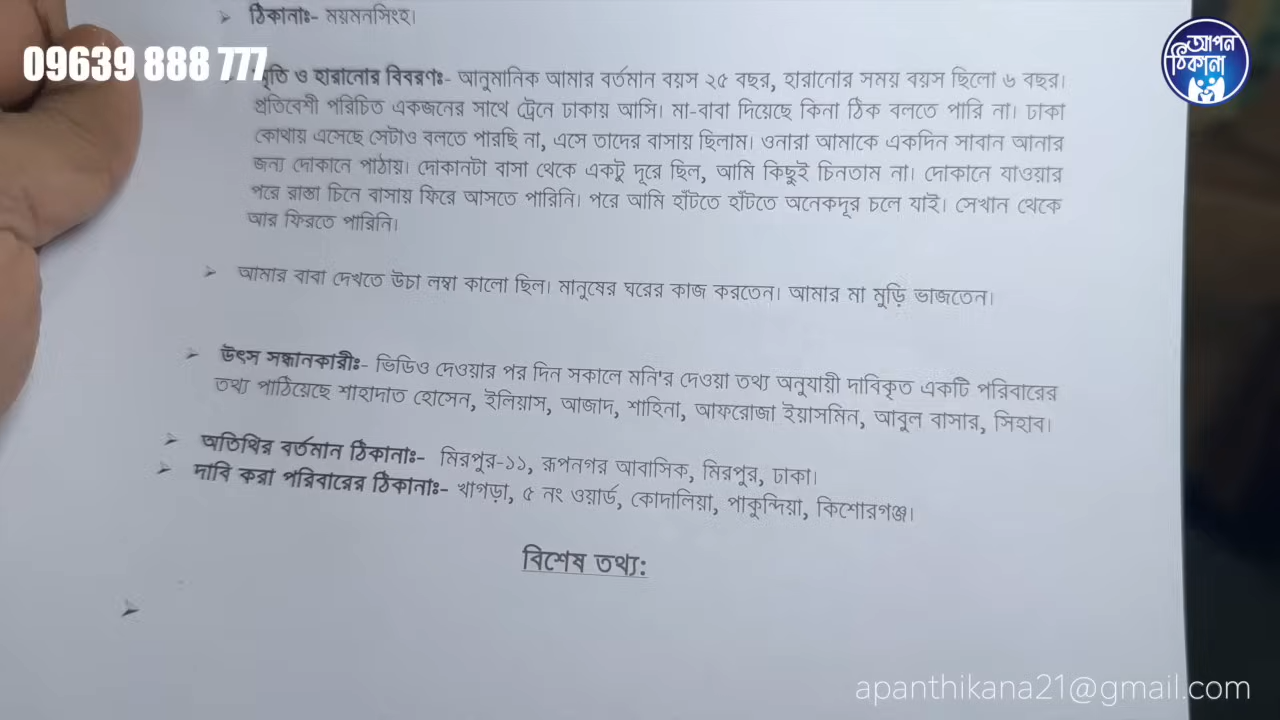 ➢ ঠিকানাঃ- ময়মনসিংহ।
09639 888 777
আপন ঠিকানা
স্মৃতি ও হারানোর বিবরণঃ- আনুমানিক আমার বর্তমান বয়স ২৫ বছর, হারানোর সময় বয়স ছিলো ৬ বছর।
প্রতিবেশী পরিচিত একজনের সাথে ট্রেনে ঢাকায় আসি। মা-বাবা দিয়েছে কিনা ঠিক বলতে পারি না। ঢাকা
কোথায় এসেছে সেটাও বলতে পারছি না, এসে তাদের বাসায় ছিলাম। ওনারা আমাকে একদিন সাবান আনার
জন্য দোকানে পাঠায়। দোকানটা বাসা থেকে একটু দূরে ছিল, আমি কিছুই চিনতাম না। দোকানে যাওয়ার
পরে রাস্তা চিনে বাসায় ফিরে আসতে পারিনি। পরে আমি হাঁটতে হাঁটতে অনেকদূর চলে যাই। সেখান থেকে
আর ফিরতে পারিনি।
➢ আমার বাবা দেখতে উচা লম্বা কালো ছিল। মানুষের ঘরের কাজ করতেন। আমার মা মুড়ি ভাজতেন।
➢ উৎস সন্ধানকারীঃ- ভিডিও দেওয়ার পর দিন সকালে মনি'র দেওয়া তথ্য অনুযায়ী দাবিকৃত একটি পরিবারের
তথ্য পাঠিয়েছে শাহাদাত হোসেন, ইলিয়াস, আজাদ, শাহিনা, আফরোজা ইয়াসমিন, আবুল বাসার, সিহাব।
➢ অতিথির বর্তমান ঠিকানাঃ- মিরপুর-১১, রূপনগর আবাসিক, মিরপুর, ঢাকা।
➢ দাবি করা পরিবারের ঠিকানাঃ- খাগড়া, ৫ নং ওয়ার্ড, কোদালিয়া, পাকুন্দিয়া, কিশোরগঞ্জ।
বিশেষ তথ্য:
➢
apanthikana21@gmail.com